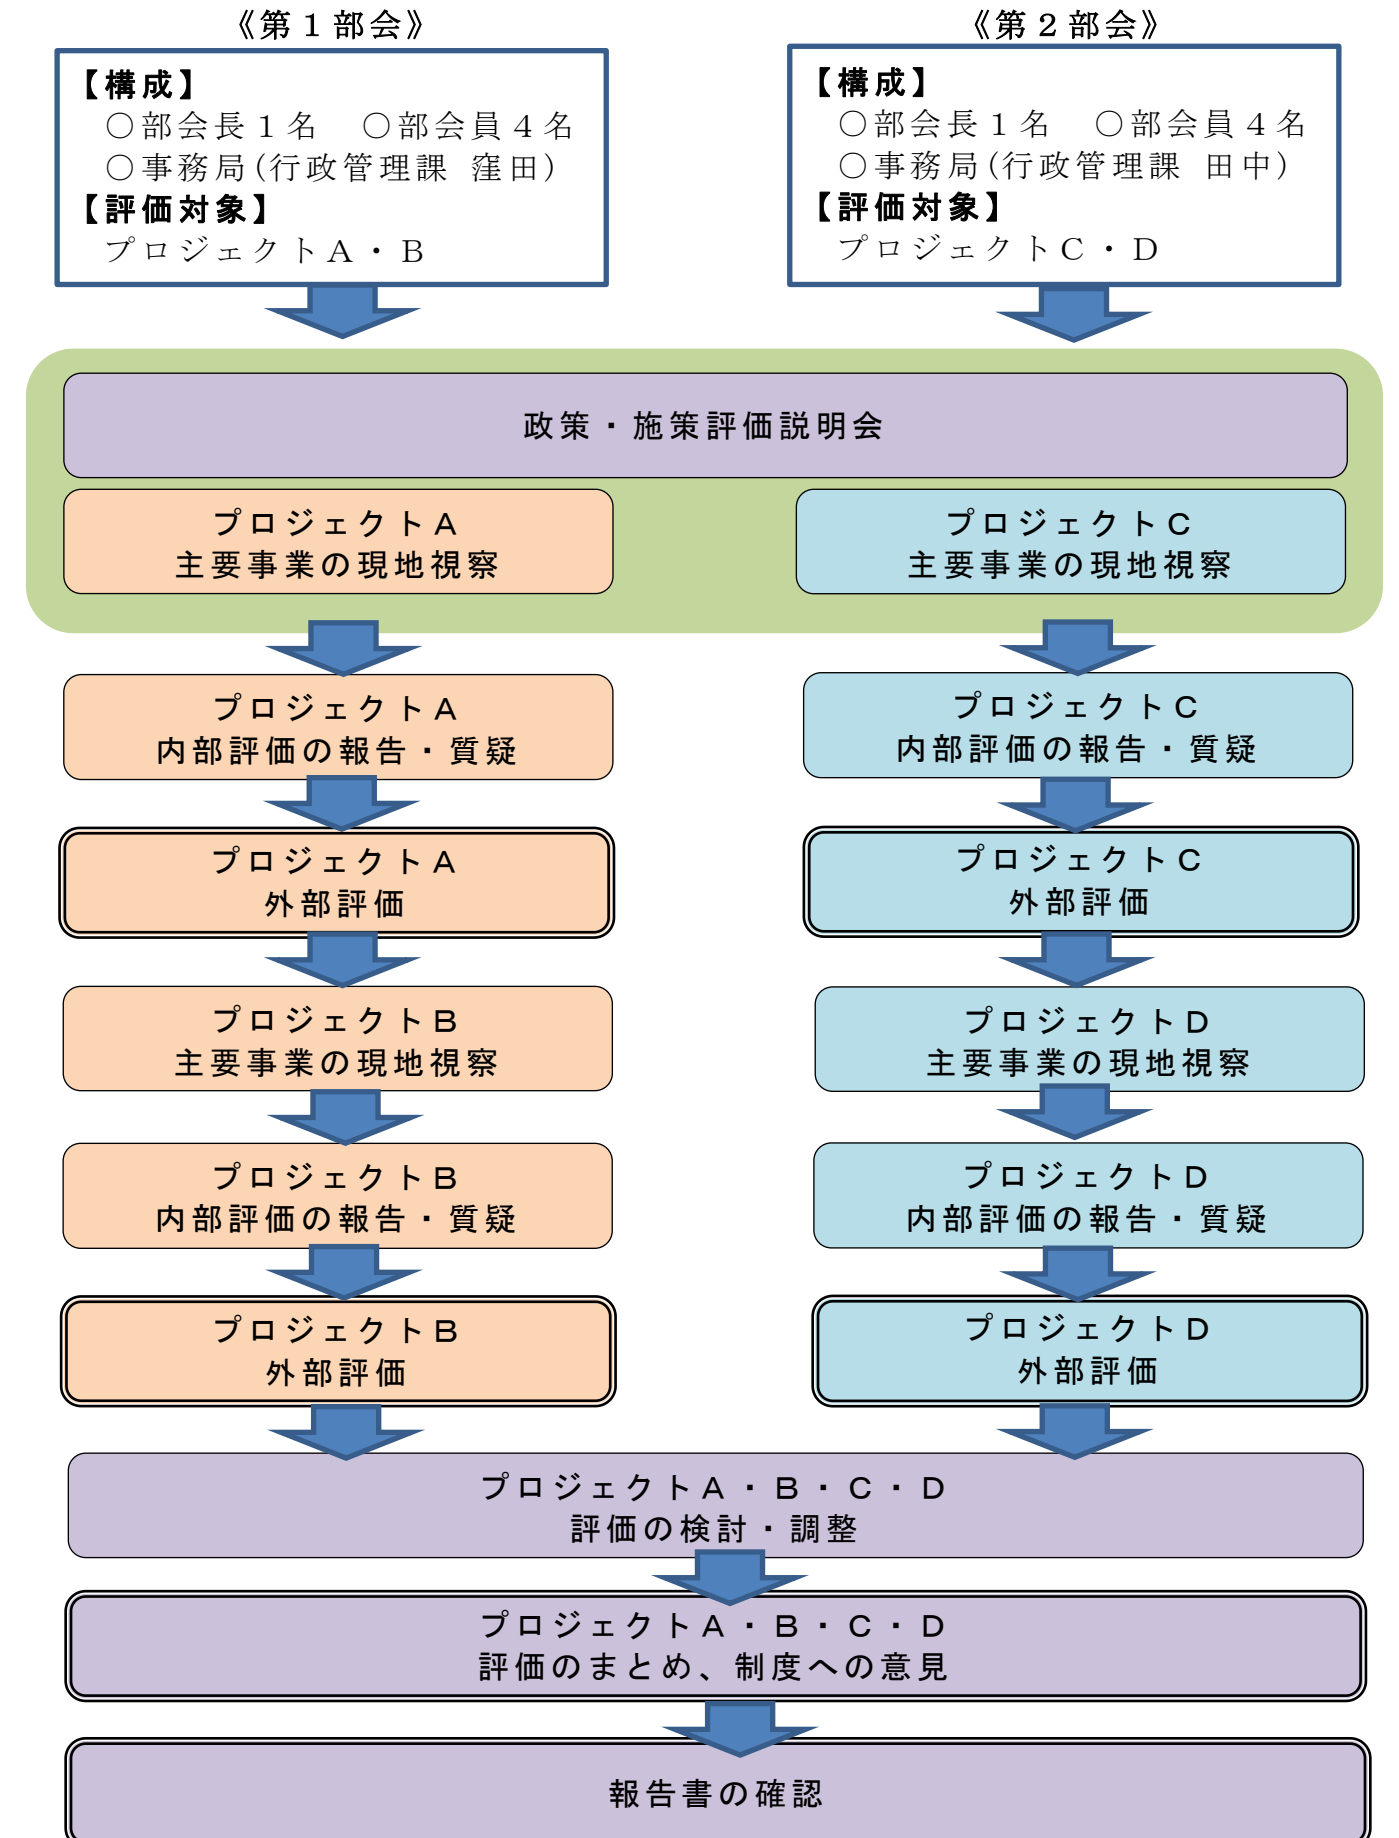 《第１部会》
【構成】
○部会長１名　○部会員４名
○事務局(行政管理課 窪田)
【評価対象】
プロジェクトＡ・Ｂ
《第２部会》
【構成】
○部会長１名　○部会員４名
○事務局(行政管理課 田中)
【評価対象】
プロジェクトＣ・Ｄ
政策・施策評価説明会
プロジェクトＡ
主要事業の現地視察
プロジェクトＣ
主要事業の現地視察
プロジェクトＡ
内部評価の報告・質疑
プロジェクトＣ
内部評価の報告・質疑
プロジェクトＡ
外部評価
プロジェクトＣ
外部評価
プロジェクトＢ
主要事業の現地視察
プロジェクトＤ
主要事業の現地視察
プロジェクトＢ
内部評価の報告・質疑
プロジェクトＤ
内部評価の報告・質疑
プロジェクトＢ
外部評価
プロジェクトＤ
外部評価
プロジェクトＡ・Ｂ・Ｃ・Ｄ
評価の検討・調整
プロジェクトＡ・Ｂ・Ｃ・Ｄ
評価のまとめ、制度への意見
報告書の確認